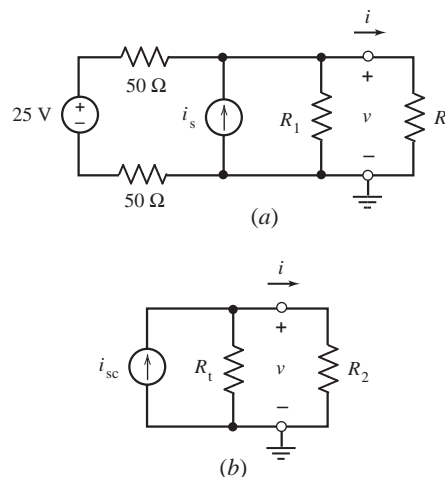 i
50 Ω
+
25 V
+
−
i_s
R_1
v
R
−
50 Ω
(a)
i
+
i_sc
R_t
v
R_2
−
(b)